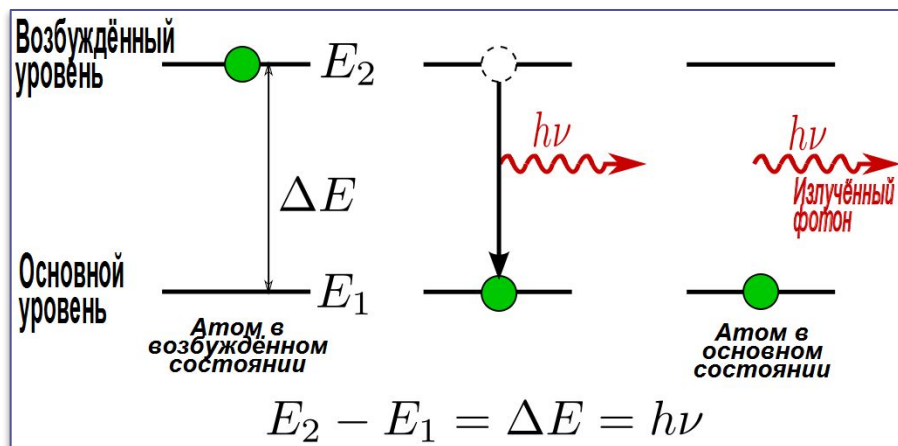 Возбуждённый
уровень
E₂
hν
hν
Излучённый
фотон
ΔE
Основной
уровень
E₁
Атом в
возбуждённом
состоянии
Атом в
основном
состоянии
E₂ − E₁ = ΔE = hν